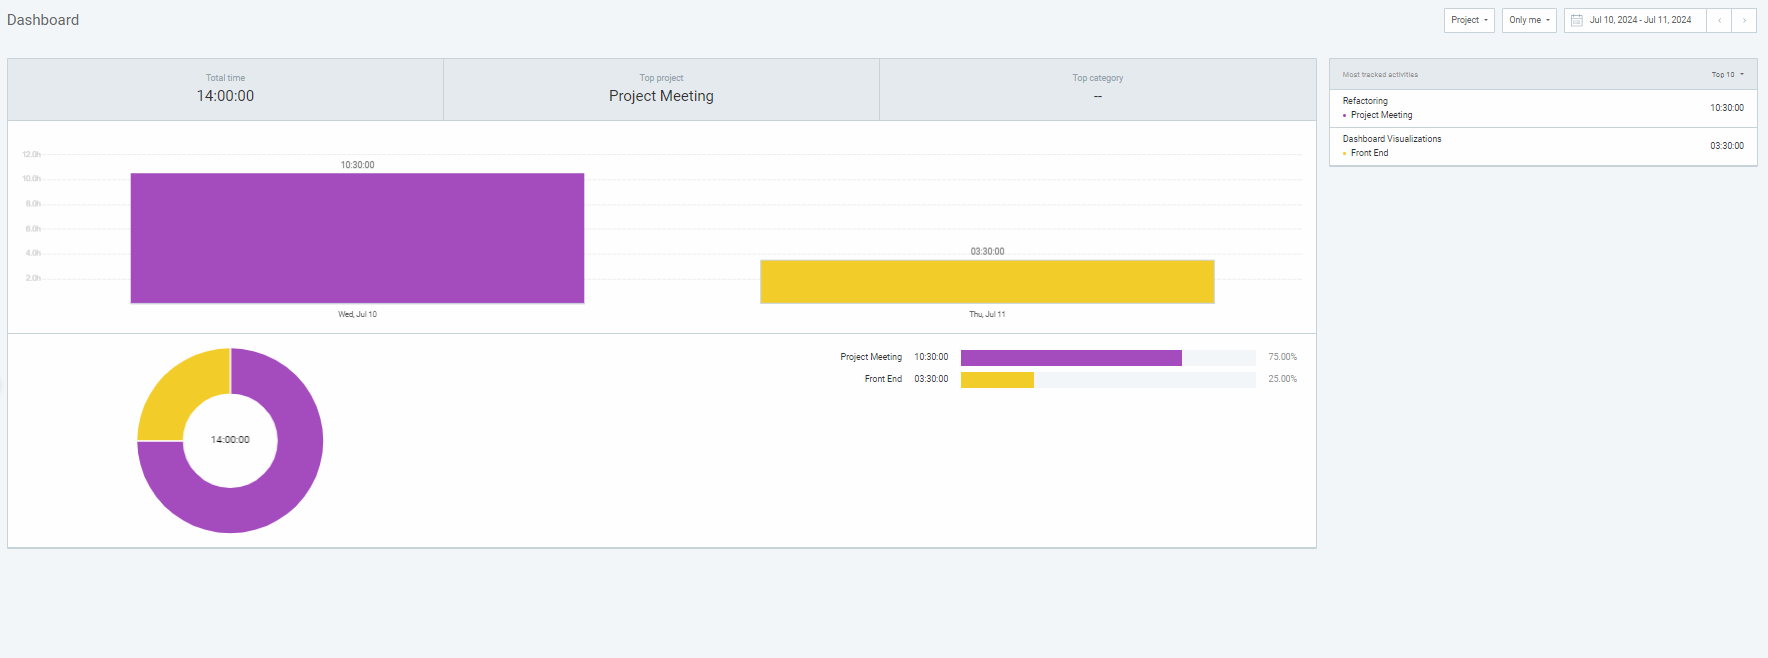 Dashboard
Project
Only me
Jul 10, 2024 - Jul 11, 2024
Total time
14:00:00
Top project
Project Meeting
Top category
--
Most tracked activities
Top 10
Refactoring
Project Meeting
10:30:00
Dashboard Visualizations
Front End
03:30:00
12.0h
10.0h
8.0h
6.0h
4.0h
2.0h
10:30:00
03:30:00
Wed, Jul 10
Thu, Jul 11
14:00:00
Project Meeting 10:30:00 75.00%
Front End 03:30:00 25.00%